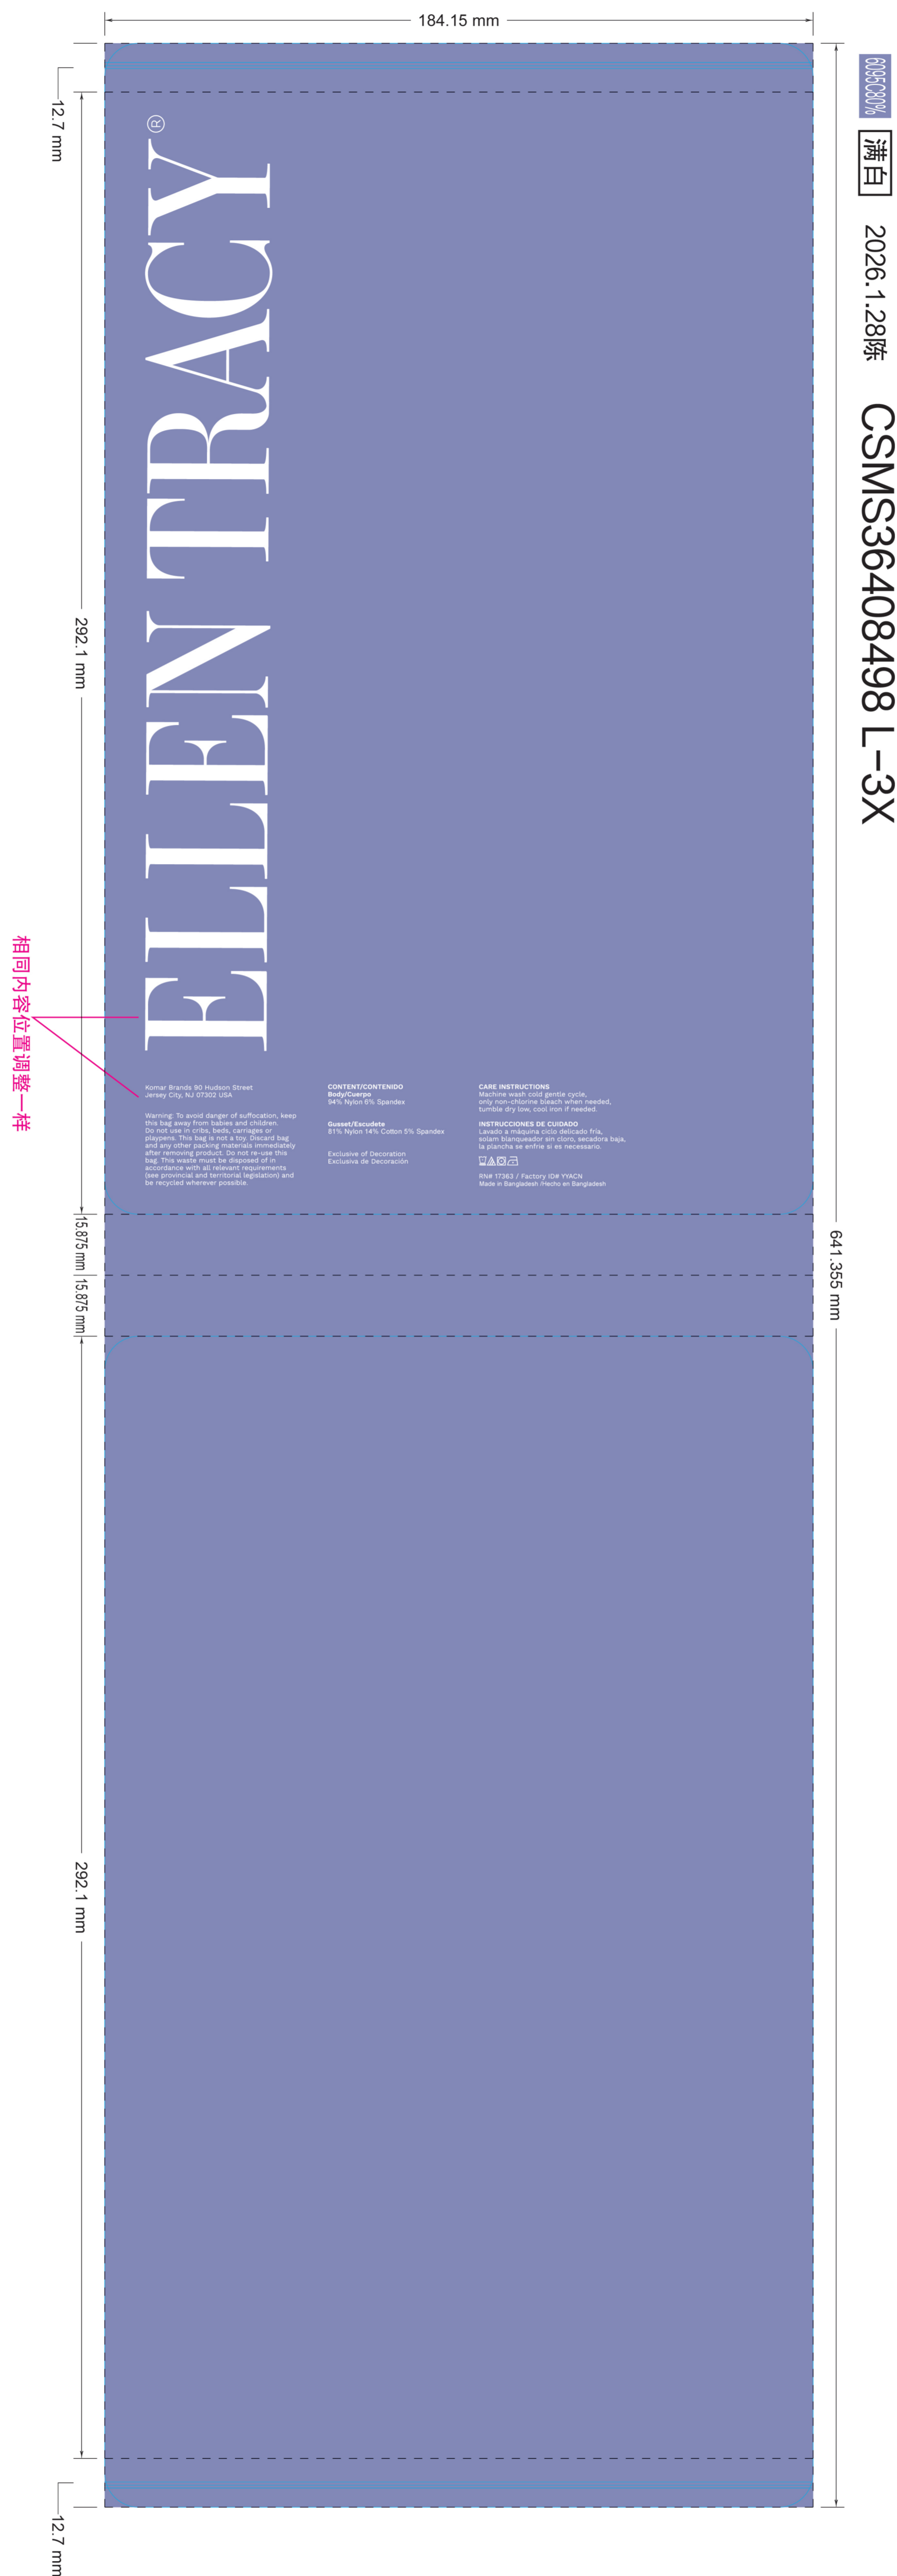 184.15 mm
12.7 mm
6095C80%
满白
2026.1.28陈
CSMS36408498 L-3X
ELLEN TRACY®
292.1 mm
相同内容位置调整一样
Komar Brands 90 Hudson Street
Jersey City, NJ 07302 USA
Warning: To avoid danger of suffocation, keep
this bag away from babies and children.
Do not use in cribs, beds, carriages or
playpens. This bag is not a toy. Discard bag
and any other packing materials immediately
after removing product. Do not re-use this
bag. This waste must be disposed of in
accordance with all relevant requirements
(see provincial and territorial legislation) and
be recycled wherever possible.
CONTENT/CONTENIDO
Body/Cuerpo
94% Nylon 6% Spandex
Gusset/Escudete
81% Nylon 14% Cotton 5% Spandex
Exclusive of Decoration
Exclusiva de Decoración
CARE INSTRUCTIONS
Machine wash cold gentle cycle,
only non-chlorine bleach when needed,
tumble dry low, cool iron if needed.
INSTRUCCIONES DE CUIDADO
Lavado a máquina ciclo delicado fría,
solam blanqueador sin cloro, secadora baja,
la plancha se enfrie si es necessario.
RN# 17383 / Factory ID# YYACN
Made in Bangladesh /Hecho en Bangladesh
15.875 mm
15.875 mm
641.355 mm
292.1 mm
12.7 mm